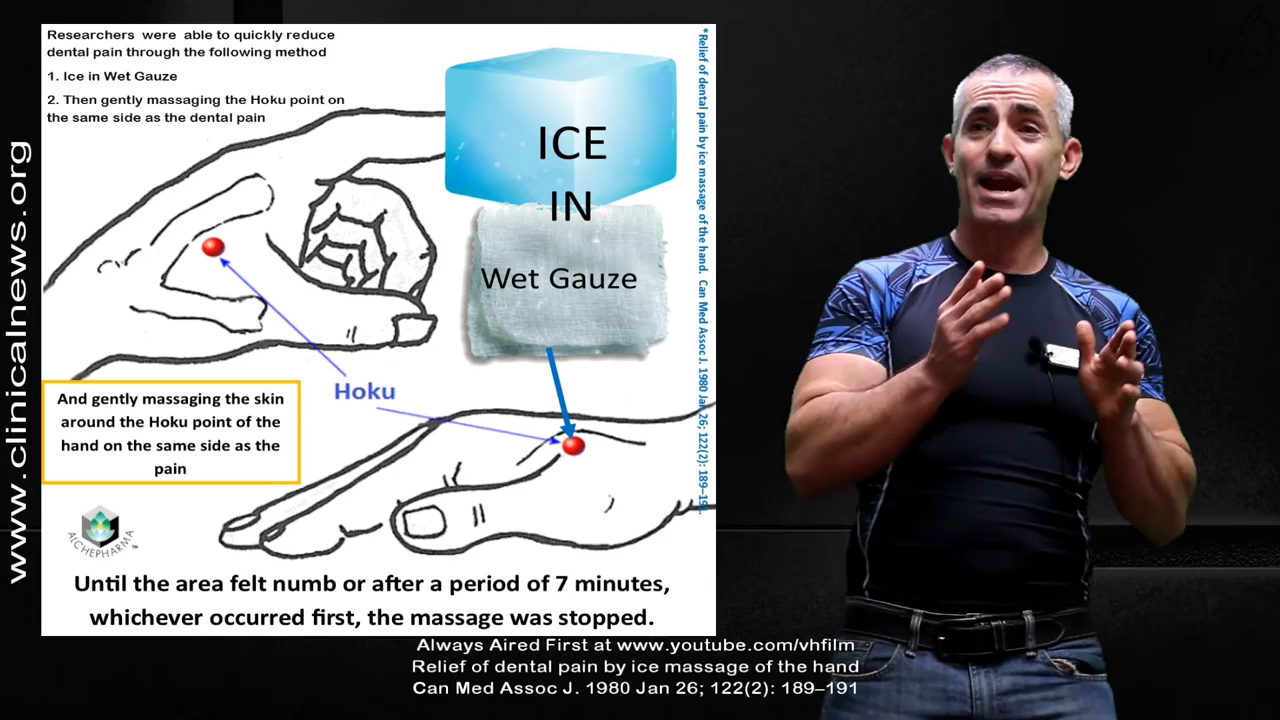 Researchers were able to quickly reduce
dental pain through the following method
1. Ice in Wet Gauze
2. Then gently massaging the Hoku point on
the same side as the dental pain
ICE
IN
Wet Gauze
Hoku
And gently massaging the skin
around the Hoku point of the
hand on the same side as the
pain
ALCHEPHARMA
Until the area felt numb or after a period of 7 minutes,
whichever occurred first, the massage was stopped.
*Relief of dental pain by ice massage of the hand. Can Med Assoc J. 1980 Jan 26; 122(2): 189–191.
www.clinicalnews.org
Always Aired First at www.youtube.com/vhfilm
Relief of dental pain by ice massage of the hand
Can Med Assoc J. 1980 Jan 26; 122(2): 189–191